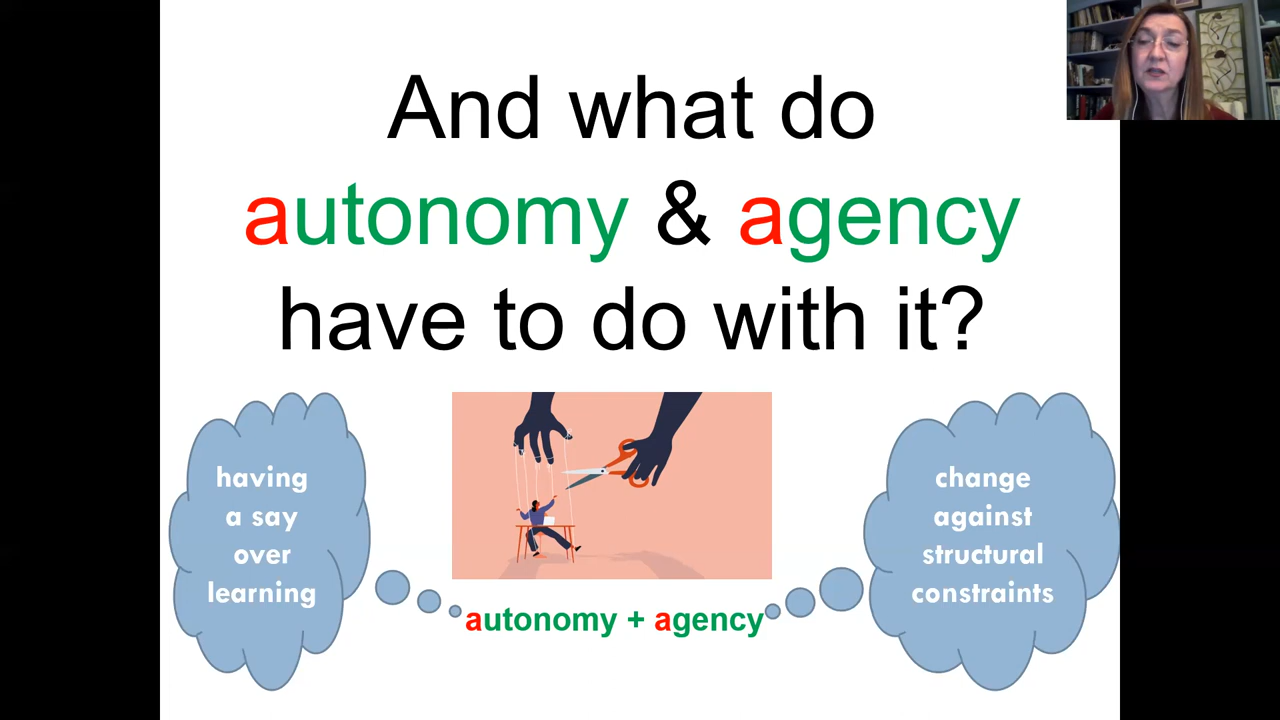 And what do
autonomy & agency
have to do with it?
having
a say
over
learning
change
against
structural
constraints
autonomy + agency